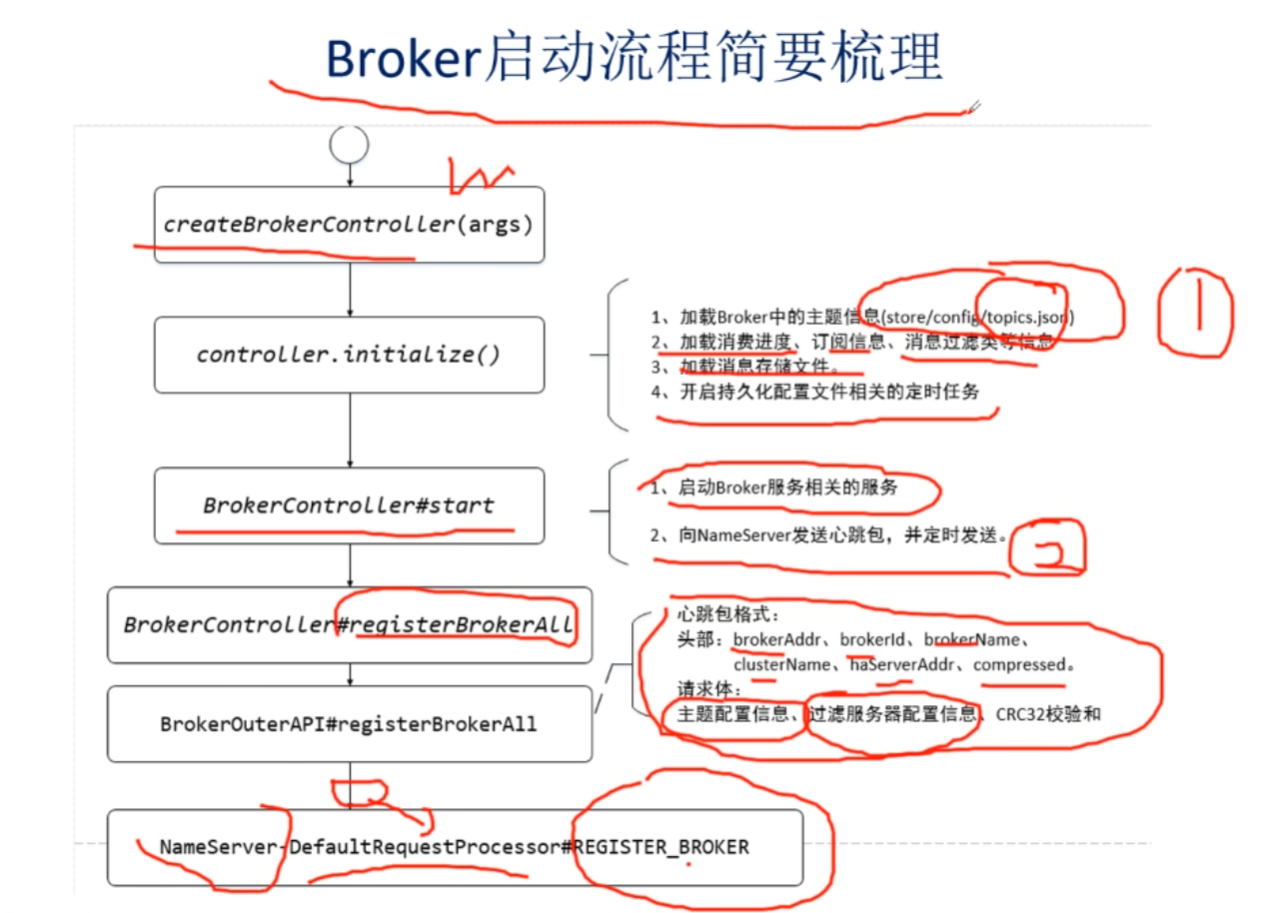 Broker启动流程简要梳理
createBrokerController(args)
controller.initialize()
1、加载Broker中的主题信息(store/config/topics.json)
2、加载消费进度、订阅信息、消息过滤类等信息
3、加载消息存储文件。
4、开启持久化配置文件相关的定时任务
1
BrokerController#start
1、启动Broker服务相关的服务
2、向NameServer发送心跳包，并定时发送。
2
BrokerController#registerBrokerAll
BrokerOuterAPI#registerBrokerAll
心跳包格式：
头部：brokerAddr、brokerId、brokerName、
clusterName、haServerAddr、compressed。
请求体：
主题配置信息、过滤服务器配置信息、CRC32校验和
NameServer-DefaultRequestProcessor#REGISTER_BROKER